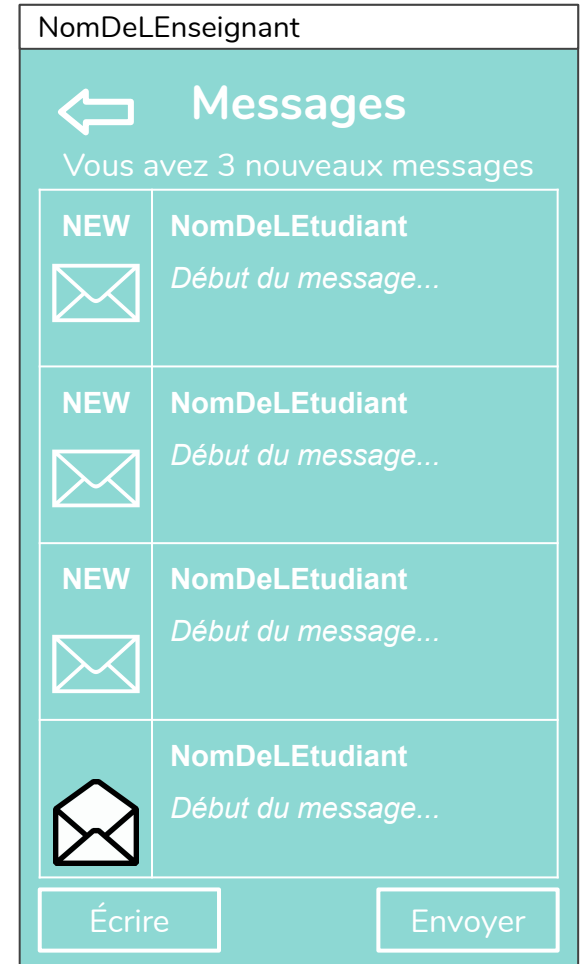 NomDeLEnseignant
Messages
Vous avez 3 nouveaux messages
NEW
NomDeLEtudiant
Début du message...
NEW
NomDeLEtudiant
Début du message...
NEW
NomDeLEtudiant
Début du message...
NomDeLEtudiant
Début du message...
Écrire
Envoyer